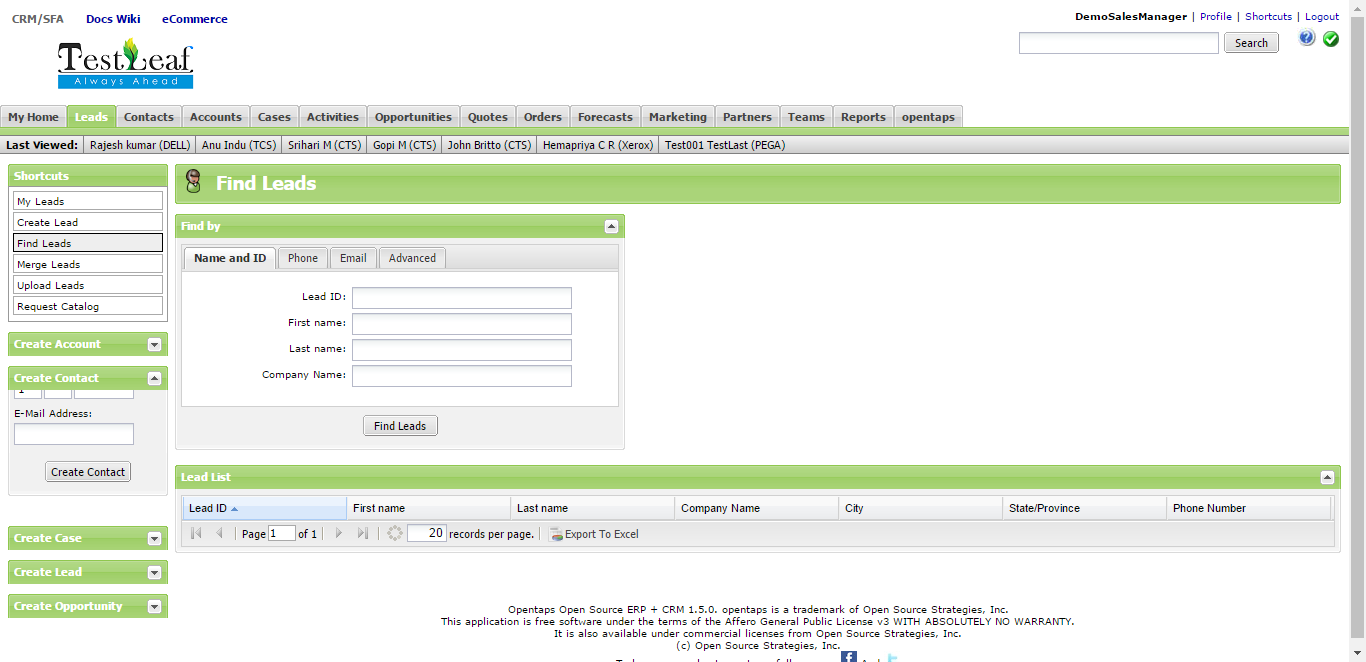 CRM/SFA Docs Wiki eCommerce
DemoSalesManager | Profile | Shortcuts | Logout
TestLeaf
Always Ahead
Search
My Home Leads Contacts Accounts Cases Activities Opportunities Quotes Orders Forecasts Marketing Partners Teams Reports opentaps
Last Viewed: Rajesh kumar (DELL) Anu Indu (TCS) Srihari M (CTS) Gopi M (CTS) John Britto (CTS) Hemapriya C R (Xerox) Test001 TestLast (PEGA)
Shortcuts
My Leads
Create Lead
Find Leads
Merge Leads
Upload Leads
Request Catalog
Create Account
Create Contact
E-Mail Address:
Create Contact
Create Case
Create Lead
Create Opportunity
Find Leads
Find by
Name and ID Phone Email Advanced
Lead ID:
First name:
Last name:
Company Name:
Find Leads
Lead List
Lead ID First name Last name Company Name City State/Province Phone Number
Page 1 of 1 20 records per page. Export To Excel
Opentaps Open Source ERP + CRM 1.5.0. opentaps is a trademark of Open Source Strategies, Inc.
This application is free software under the terms of the Affero General Public License v3 WITH ABSOLUTELY NO WARRANTY.
It is also available under commercial licenses from Open Source Strategies, Inc.
(c) Open Source Strategies, Inc.